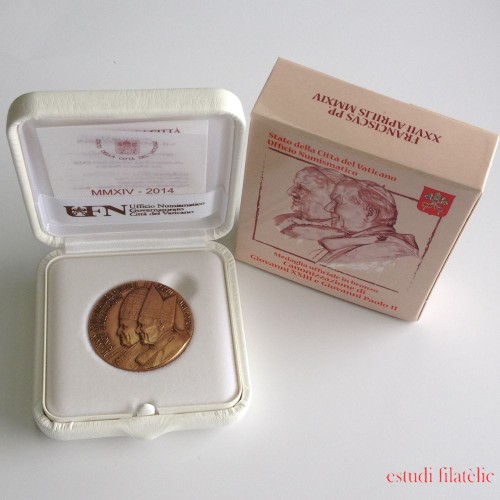 MMXIV - 2014
UFN
Ufficio Numismatico
Governatorato
Città del Vaticano
FRANCISCVS PP
XXVII APRILIS MMXIV
Stato della Città del Vaticano
Ufficio Numismatico
Medaglia ufficiale in bronzo
Canonizzazione di
Giovanni XXIII e Giovanni Paolo II
estudi filatèlic